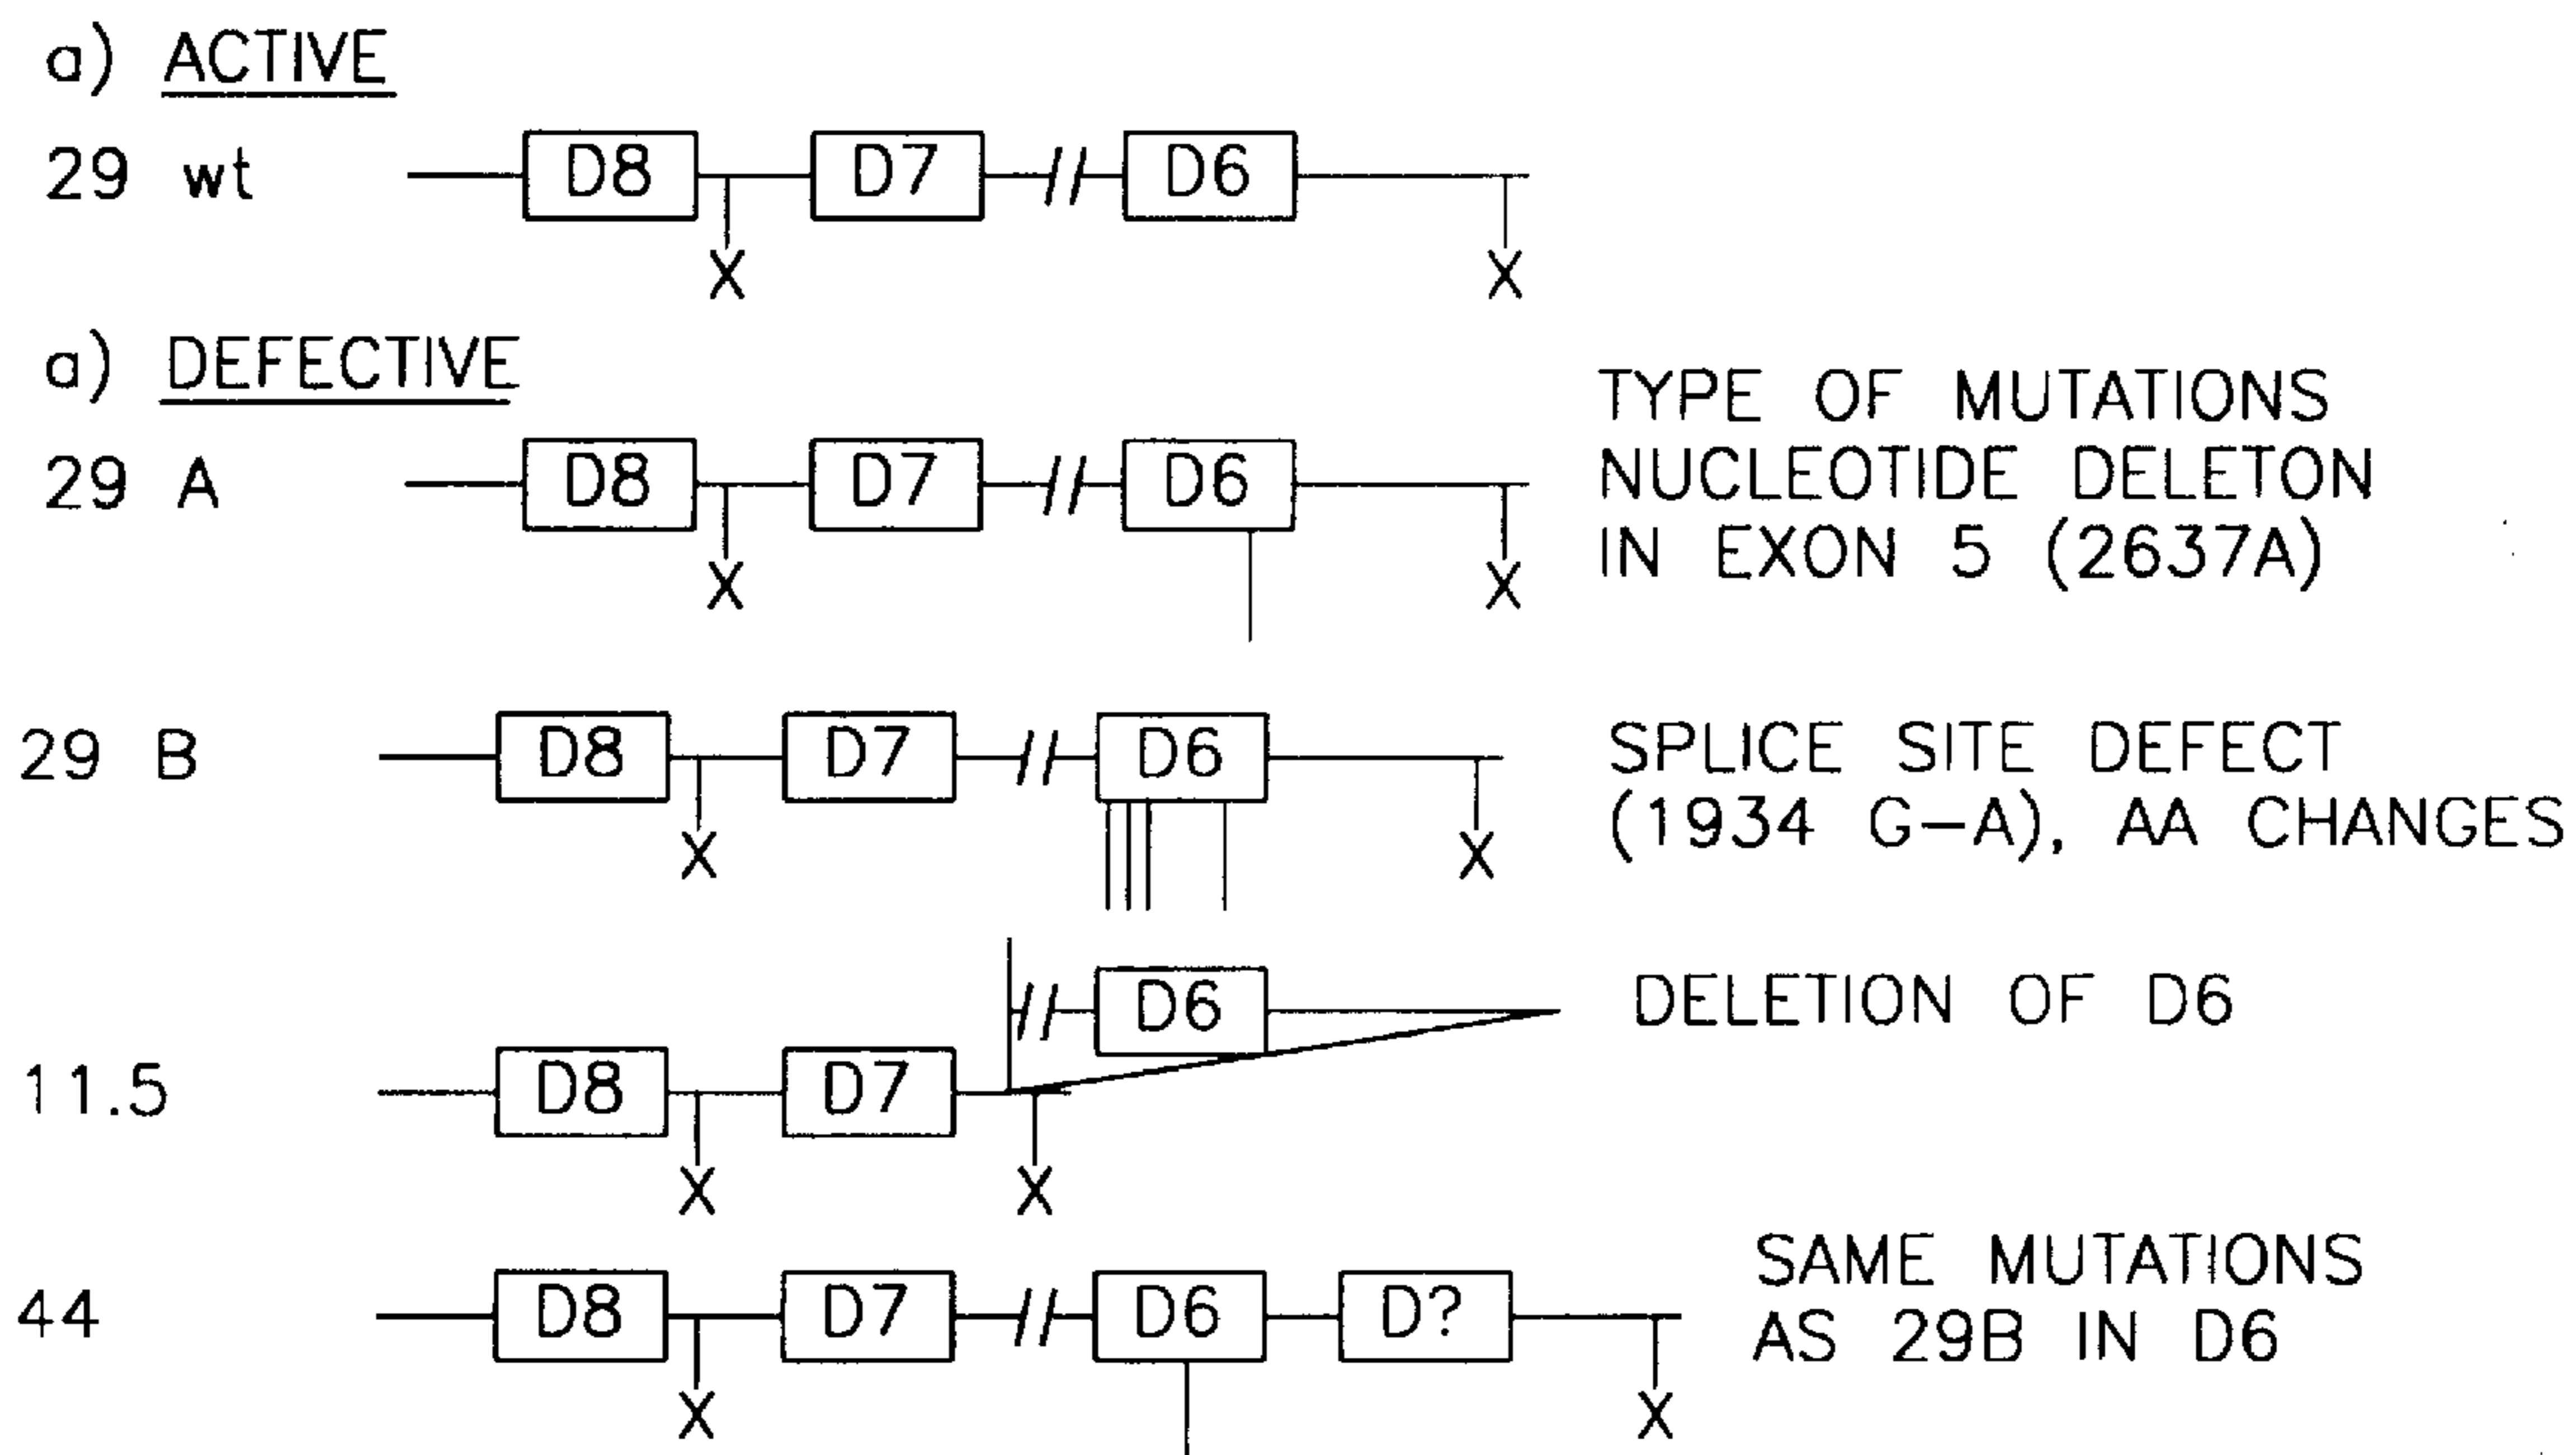 a) ACTIVE
29 wt D8 D7 D6
X X
a) DEFECTIVE
TYPE OF MUTATIONS
29 A D8 D7 D6 NUCLEOTIDE DELETON
X X IN EXON 5 (2637A)
29 B D8 D7 D6 SPLICE SITE DEFECT
X X (1934 G-A), AA CHANGES
D6 DELETION OF D6
11.5 D8 D7
X X
SAME MUTATIONS
44 D8 D7 D6 D? AS 29B IN D6
X X